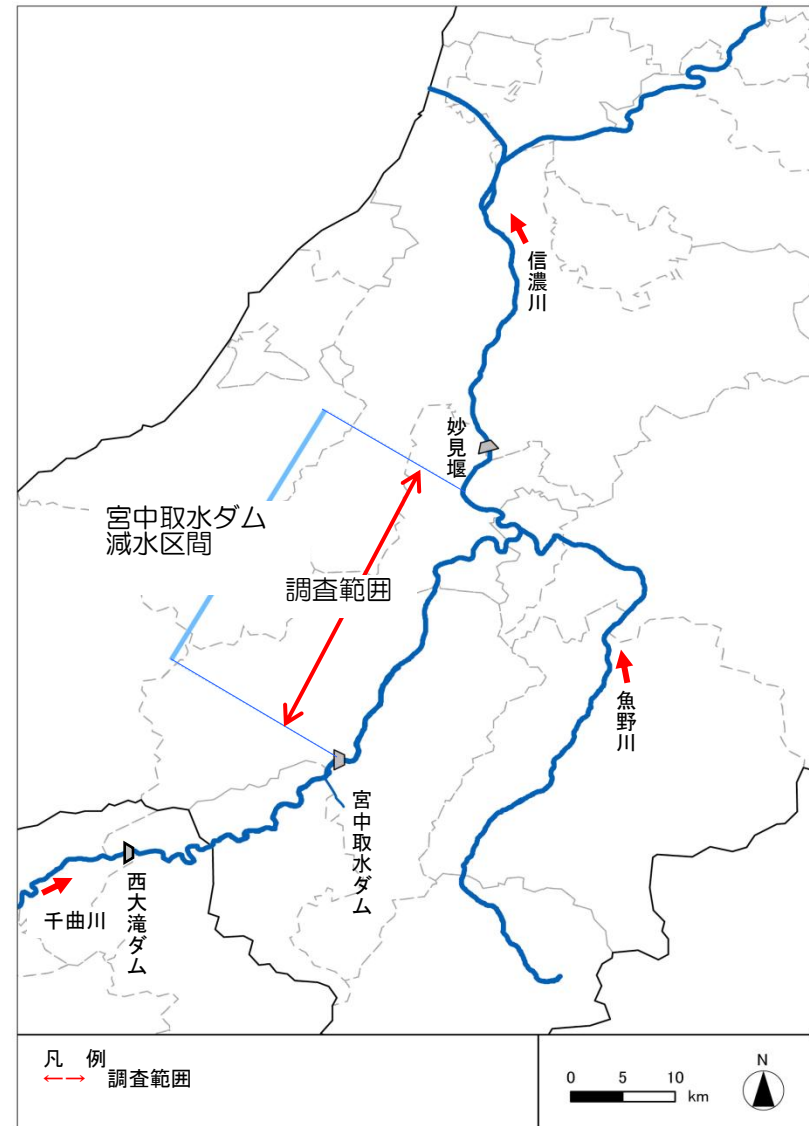 信濃川
妙見堰
宮中取水ダム
減水区間
調査範囲
魚野川
宮中取水ダム
西大滝ダム
千曲川
凡 例
調査範囲
0 5 10
km
N